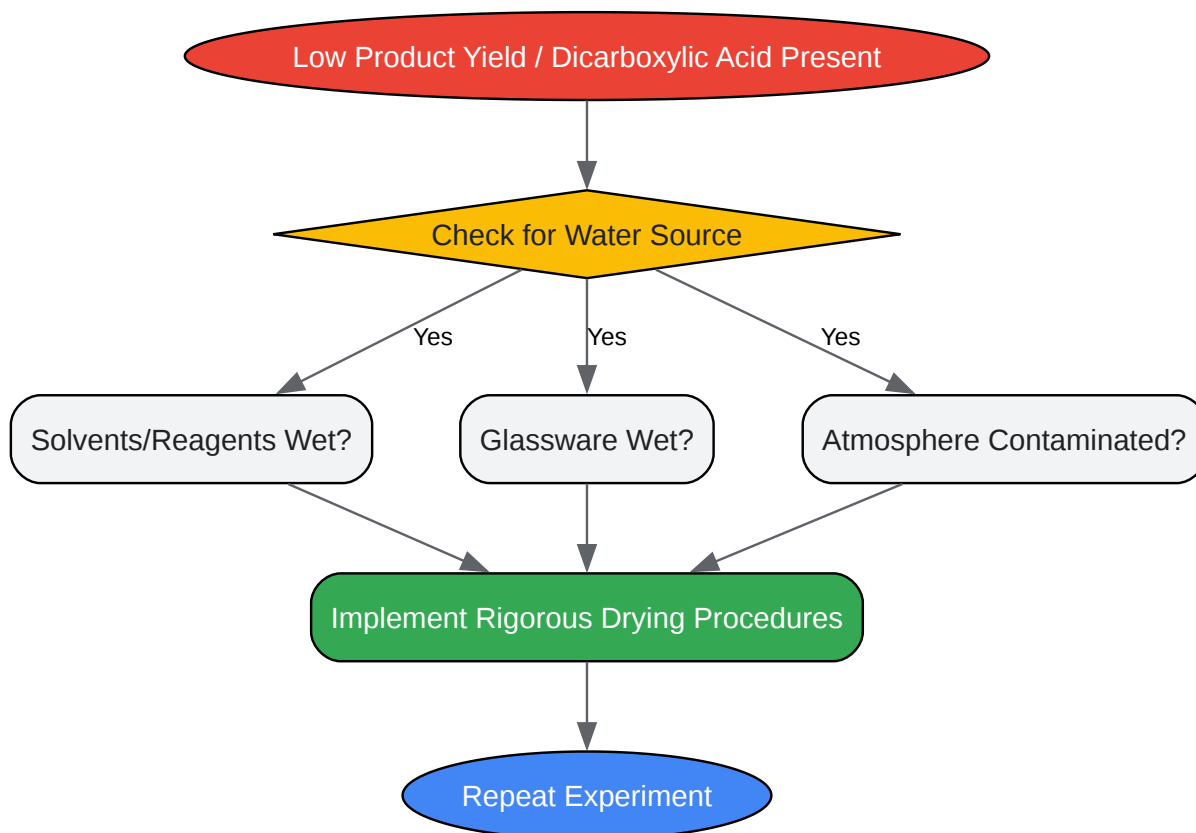 Low Product Yield / Dicarboxylic Acid Present
Check for Water Source
Yes
Yes
Yes
Solvents/Reagents Wet?
Glassware Wet?
Atmosphere Contaminated?
Implement Rigorous Drying Procedures
Repeat Experiment